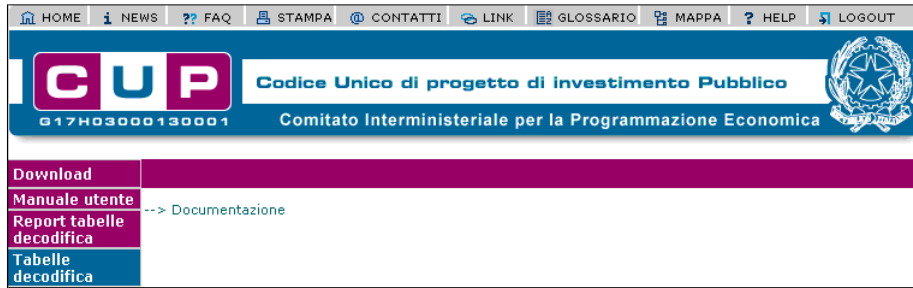 HOME i NEWS ?? FAQ STAMPA @ CONTATTI LINK GLOSSARIO MAPPA ? HELP LOGOUT
CUP
G17H03000130001
Codice Unico di progetto di investimento Pubblico
Comitato Interministeriale per la Programmazione Economica
Download
Manuale utente
--> Documentazione
Report tabelle
decodifica
Tabelle
decodifica